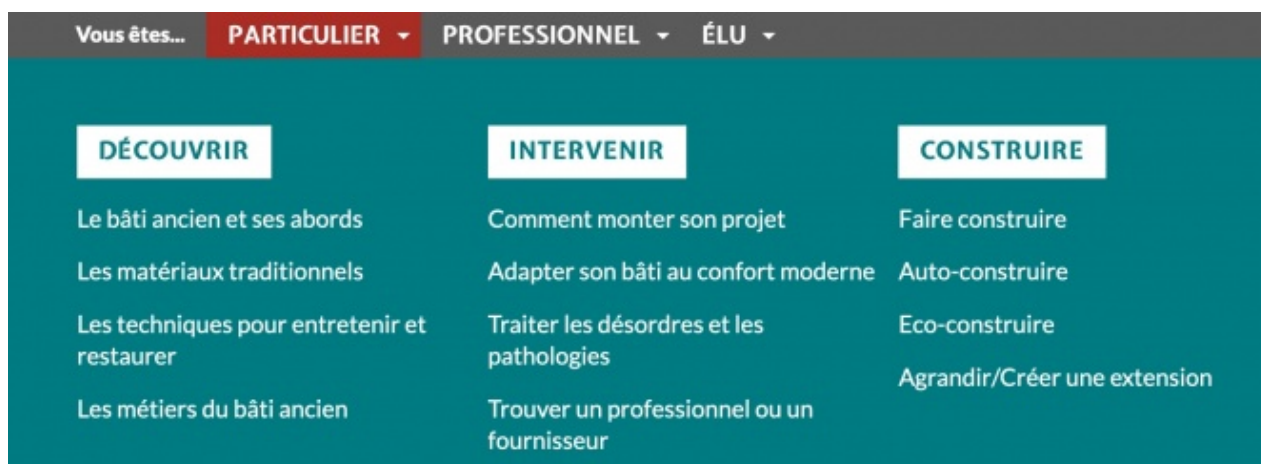 Vous êtes... PARTICULIER PROFESSIONNEL ÉLU
DÉCOUVRIR
Le bâti ancien et ses abords
Les matériaux traditionnels
Les techniques pour entretenir et
restaurer
Les métiers du bâti ancien
INTERVENIR
Comment monter son projet
Adapter son bâti au confort moderne
Traiter les désordres et les
pathologies
Trouver un professionnel ou un
fournisseur
CONSTRUIRE
Faire construire
Auto-construire
Eco-construire
Agrandir/Créer une extension